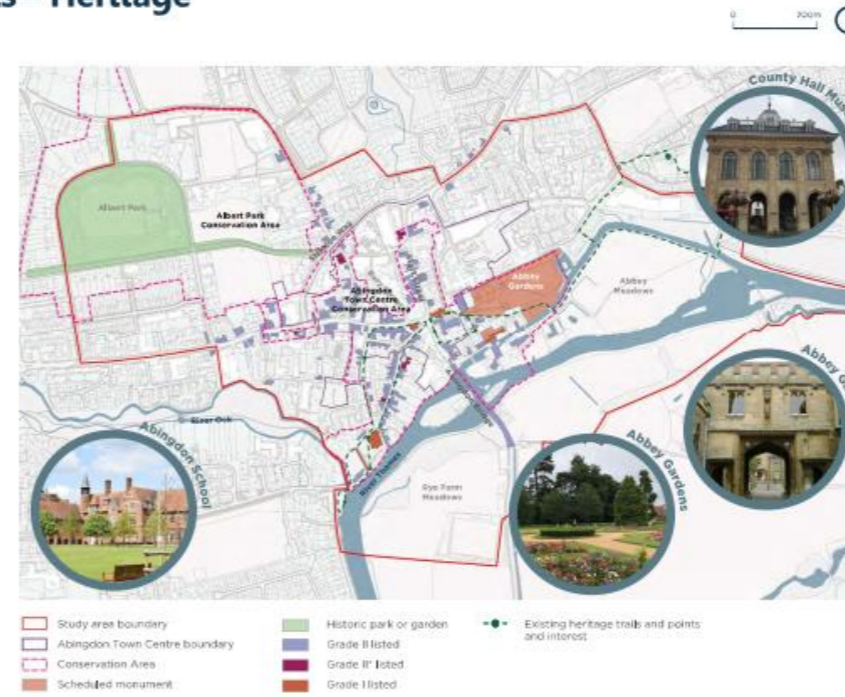 Heritage
0 200m
County Hall
Albert Park
Albert Park
Conservation Area
Abingdon
Town Centre
Conservation Area
Abbey
Gardens
Abbey
Meadows
River Ock
River Thames
Rye Farm
Meadows
Abingdon School
Abbey Gardens
Abbey
Study area boundary
Abingdon Town Centre boundary
Conservation Area
Scheduled monument
Historic park or garden
Grade II listed
Grade II* listed
Grade I listed
Existing heritage trails and points
and interest